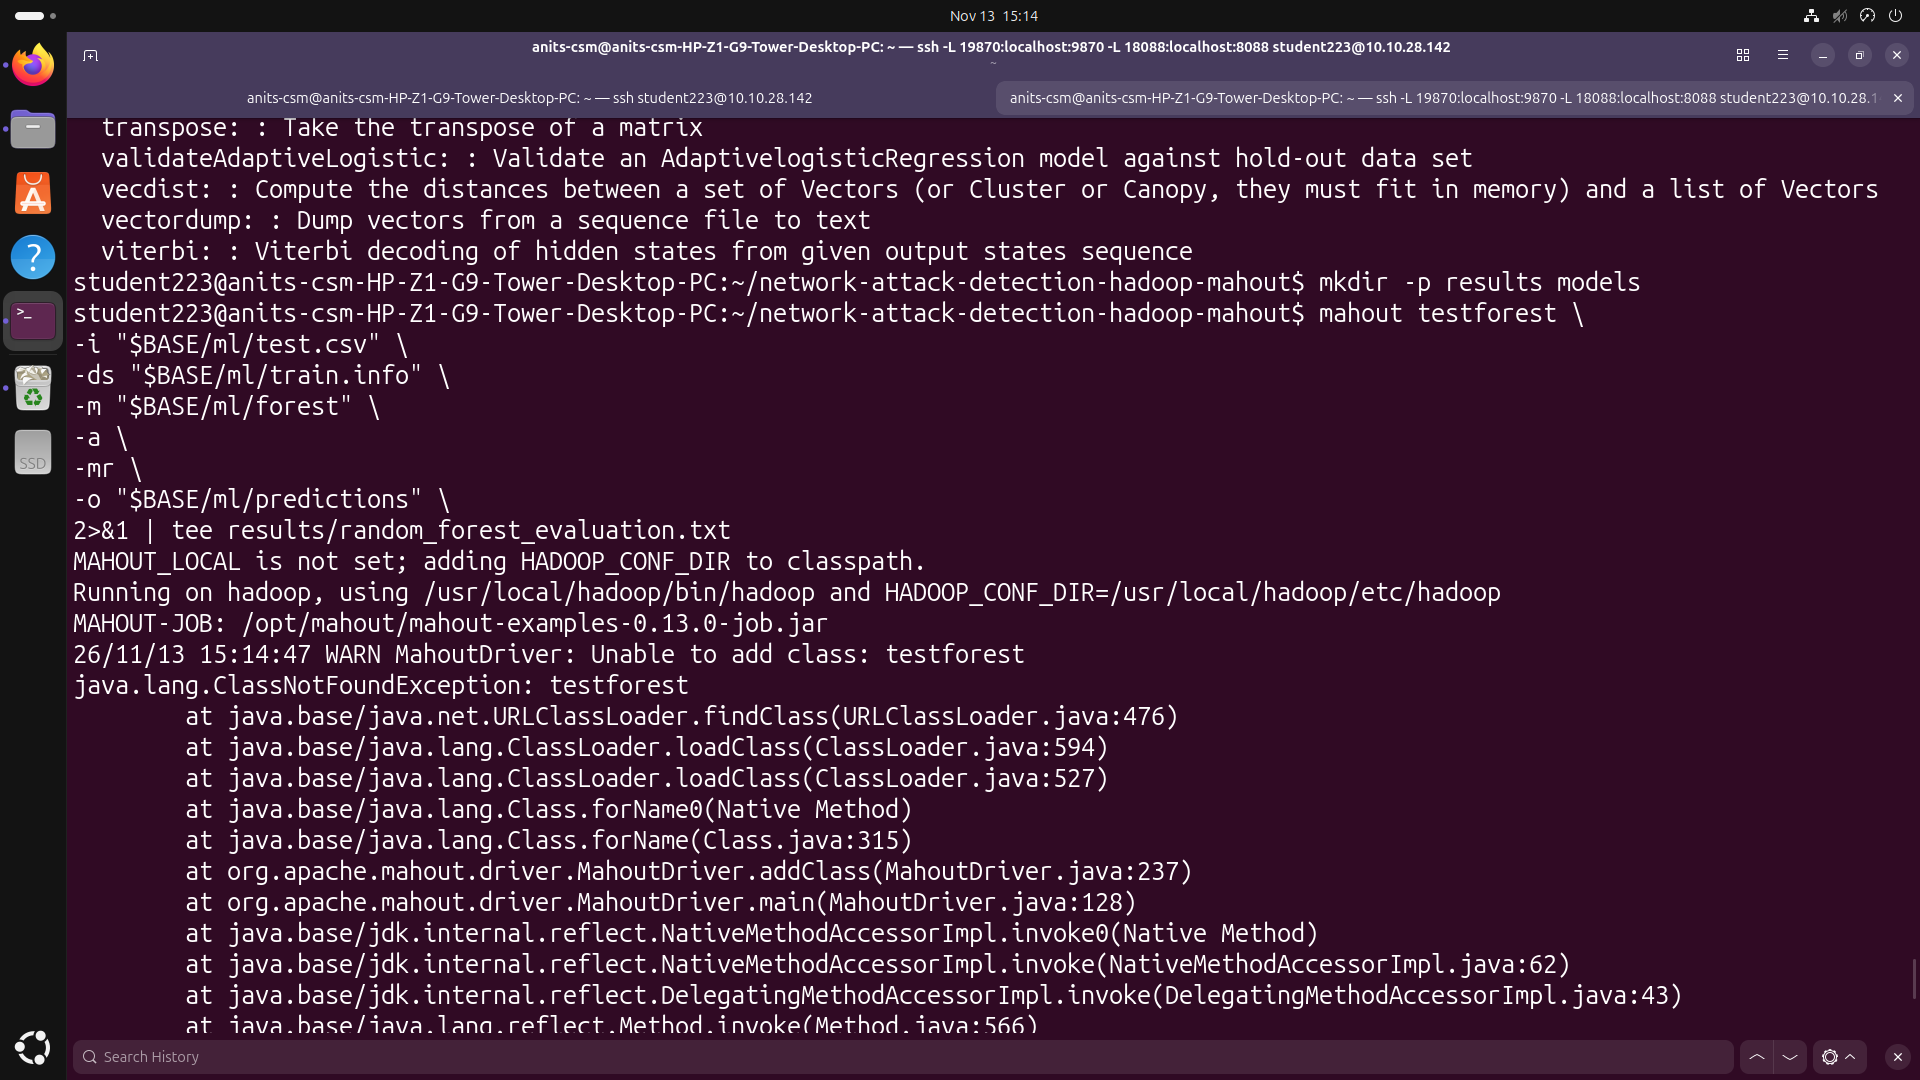 Nov 13 15:14
anits-csm@anits-csm-HP-Z1-G9-Tower-Desktop-PC: ~ — ssh -L 19870:localhost:9870 -L 18088:localhost:8088 student223@10.10.28.142
~
anits-csm@anits-csm-HP-Z1-G9-Tower-Desktop-PC: ~ — ssh student223@10.10.28.142
anits-csm@anits-csm-HP-Z1-G9-Tower-Desktop-PC: ~ — ssh -L 19870:localhost:9870 -L 18088:localhost:8088 student223@10.10.28.1
transpose: : Take the transpose of a matrix
validateAdaptiveLogistic: : Validate an AdaptivelogisticRegression model against hold-out data set
vecdist: : Compute the distances between a set of Vectors (or Cluster or Canopy, they must fit in memory) and a list of Vectors
vectordump: : Dump vectors from a sequence file to text
viterbi: : Viterbi decoding of hidden states from given output states sequence
student223@anits-csm-HP-Z1-G9-Tower-Desktop-PC:~/network-attack-detection-hadoop-mahout$ mkdir -p results models
student223@anits-csm-HP-Z1-G9-Tower-Desktop-PC:~/network-attack-detection-hadoop-mahout$ mahout testforest \
-i "$BASE/ml/test.csv" \
-ds "$BASE/ml/train.info" \
-m "$BASE/ml/forest" \
-a \
-mr \
-o "$BASE/ml/predictions" \
2>&1 | tee results/random_forest_evaluation.txt
MAHOUT_LOCAL is not set; adding HADOOP_CONF_DIR to classpath.
Running on hadoop, using /usr/local/hadoop/bin/hadoop and HADOOP_CONF_DIR=/usr/local/hadoop/etc/hadoop
MAHOUT-JOB: /opt/mahout/mahout-examples-0.13.0-job.jar
26/11/13 15:14:47 WARN MahoutDriver: Unable to add class: testforest
java.lang.ClassNotFoundException: testforest
at java.base/java.net.URLClassLoader.findClass(URLClassLoader.java:476)
at java.base/java.lang.ClassLoader.loadClass(ClassLoader.java:594)
at java.base/java.lang.ClassLoader.loadClass(ClassLoader.java:527)
at java.base/java.lang.Class.forName0(Native Method)
at java.base/java.lang.Class.forName(Class.java:315)
at org.apache.mahout.driver.MahoutDriver.addClass(MahoutDriver.java:237)
at org.apache.mahout.driver.MahoutDriver.main(MahoutDriver.java:128)
at java.base/jdk.internal.reflect.NativeMethodAccessorImpl.invoke0(Native Method)
at java.base/jdk.internal.reflect.NativeMethodAccessorImpl.invoke(NativeMethodAccessorImpl.java:62)
at java.base/jdk.internal.reflect.DelegatingMethodAccessorImpl.invoke(DelegatingMethodAccessorImpl.java:43)
at java.base/java.lang.reflect.Method.invoke(Method.java:566)
Search History
SSD